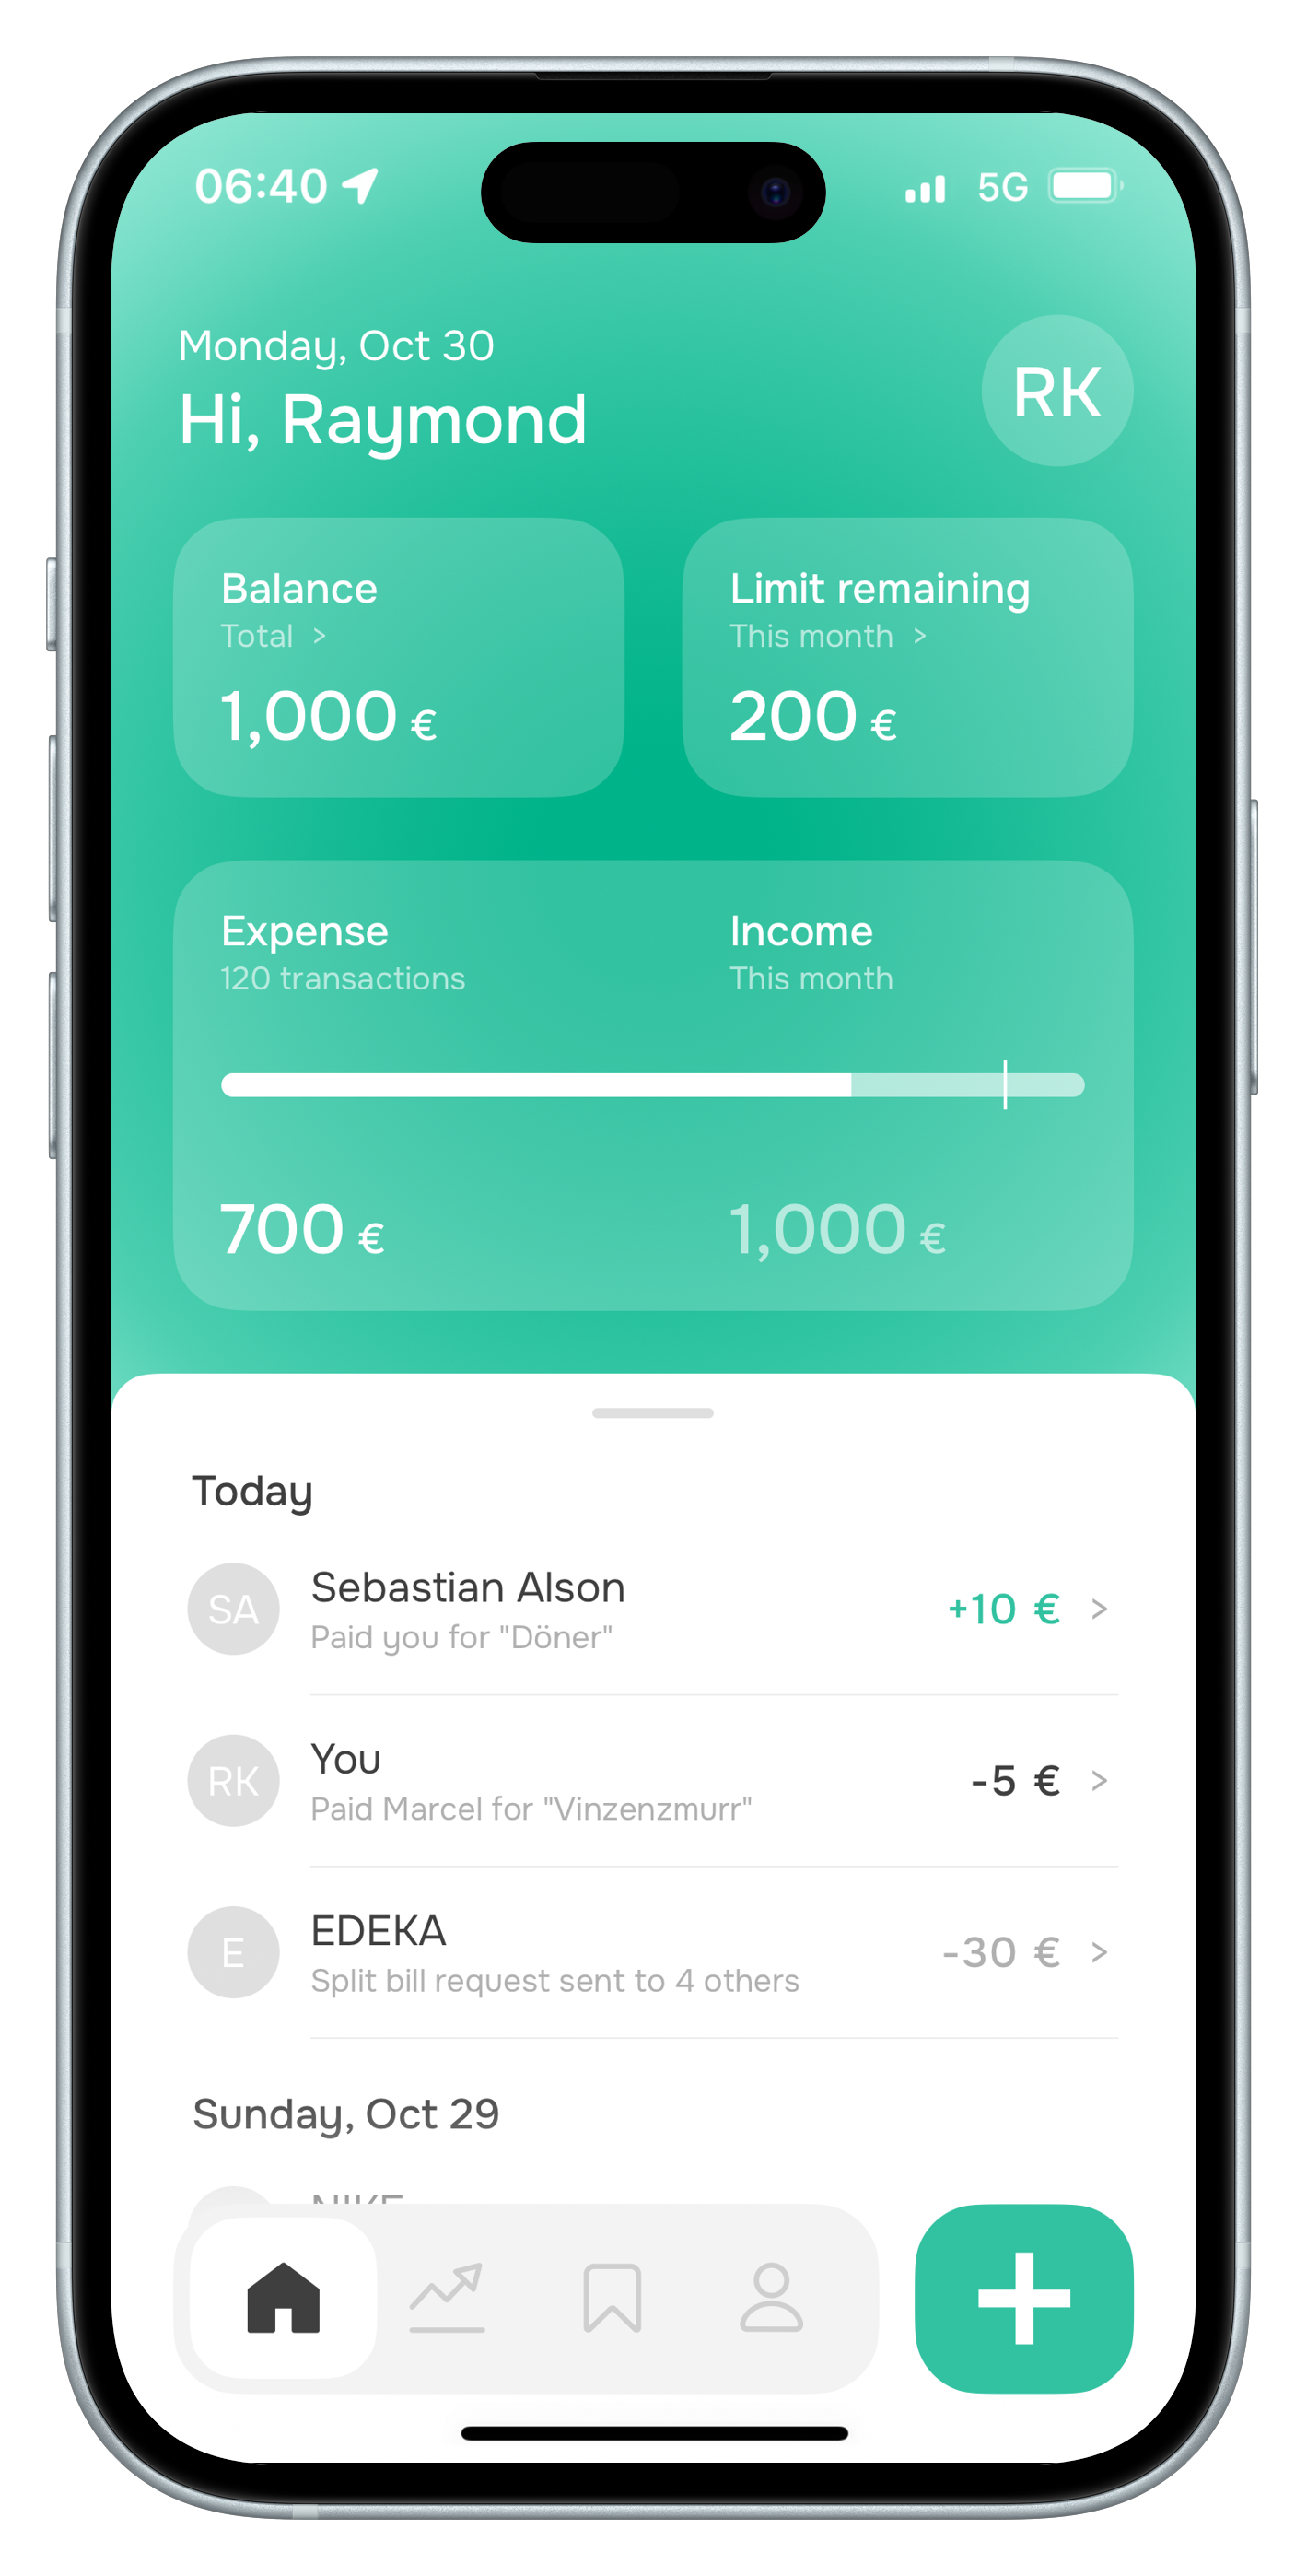 06:40 5G
Monday, Oct 30
Hi, Raymond
RK
Balance
Total >
1,000 €
Limit remaining
This month >
200 €
Expense
120 transactions
Income
This month
700 €
1,000 €
Today
SA
Sebastian Alson
Paid you for "Döner"
+10 € >
RK
You
Paid Marcel for "Vinzenzmurr"
-5 € >
E
EDEKA
Split bill request sent to 4 others
-30 € >
Sunday, Oct 29
NIKE